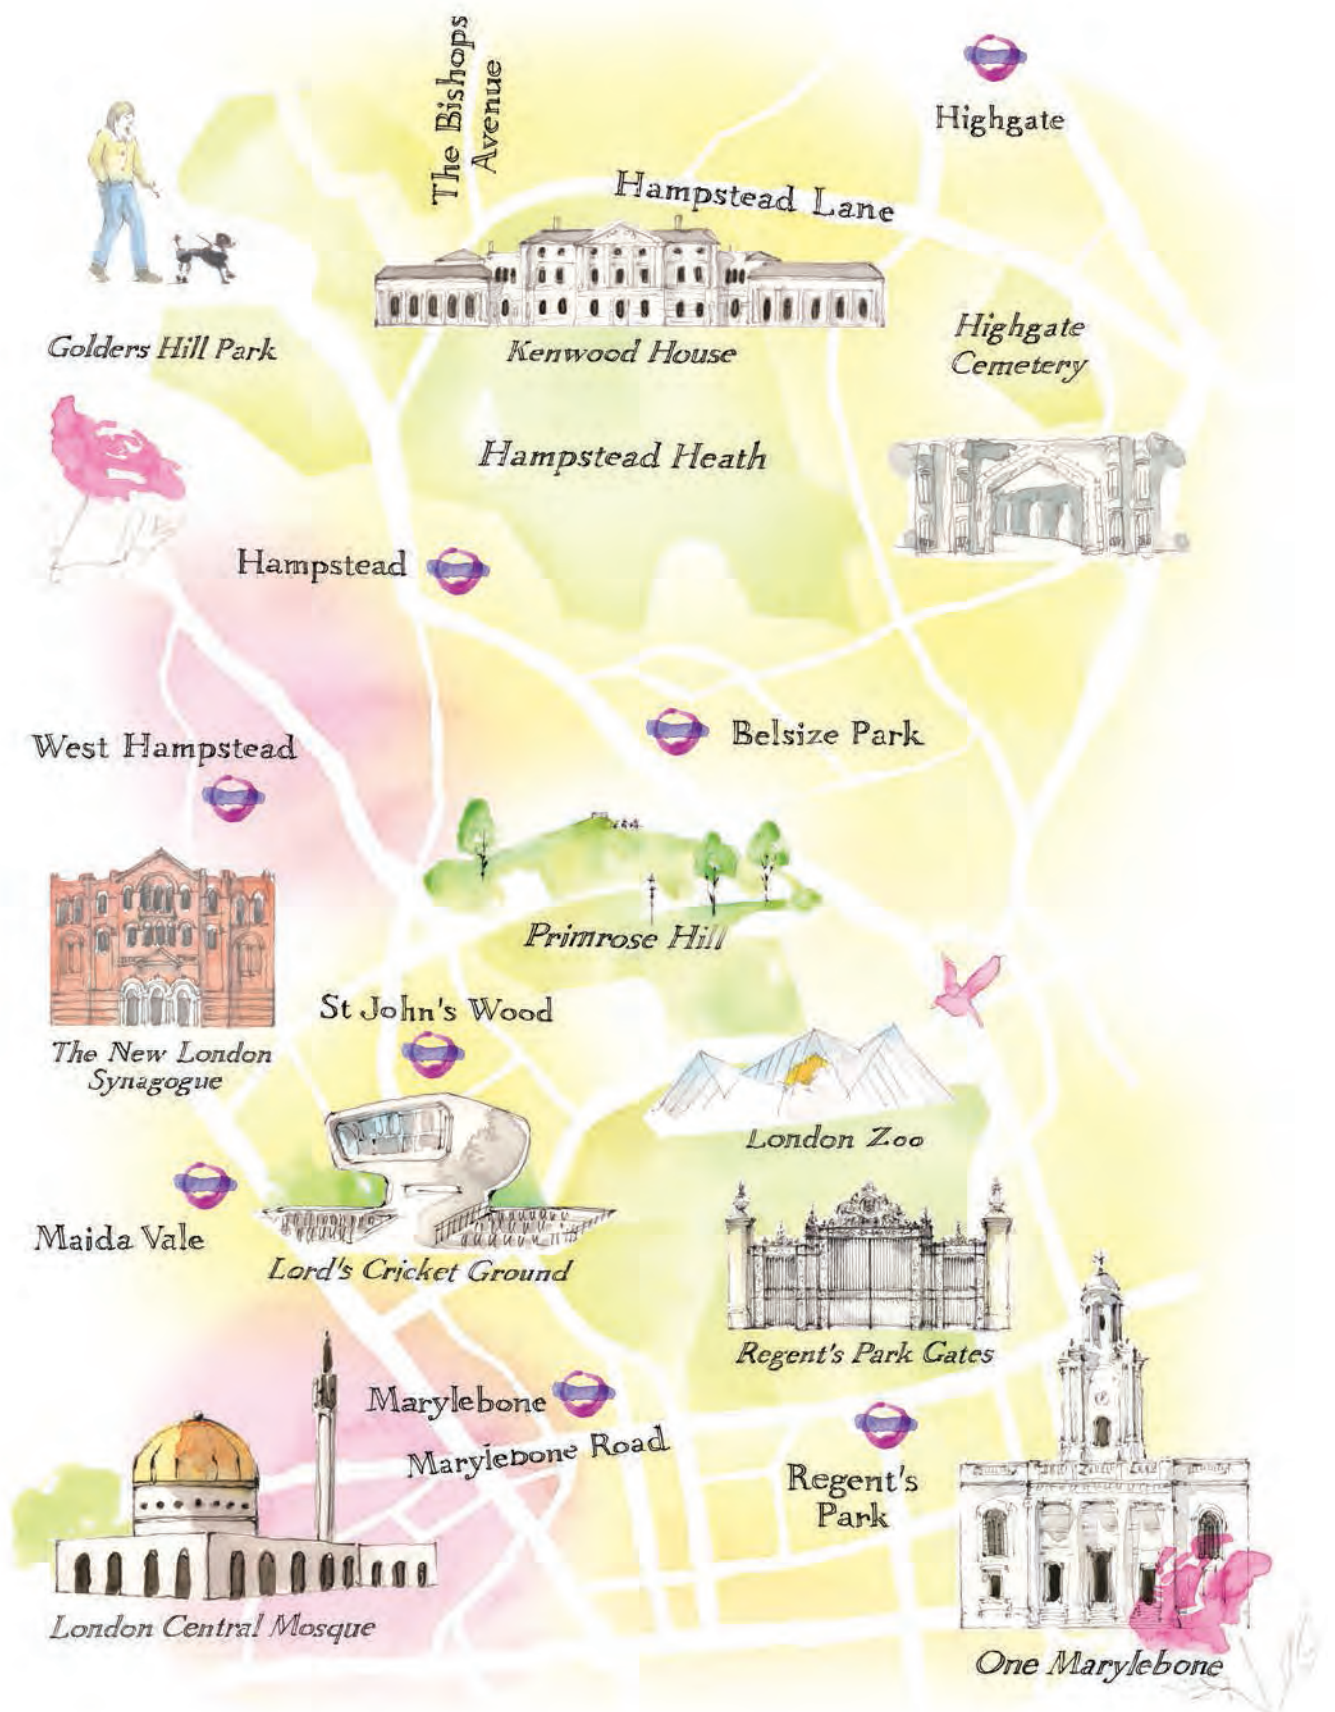 The Bishops
Avenue
Highgate
Hampstead Lane
Golders Hill Park
Kenwood House
Highgate
Cemetery
Hampstead Heath
Hampstead
West Hampstead
Belsize Park
Primrose Hill
St John's Wood
The New London
Synagogue
London Zoo
Maida Vale
Lord's Cricket Ground
Regent's Park Gates
Marylebone
Marylebone Road
Regent's
Park
London Central Mosque
One Marylebone